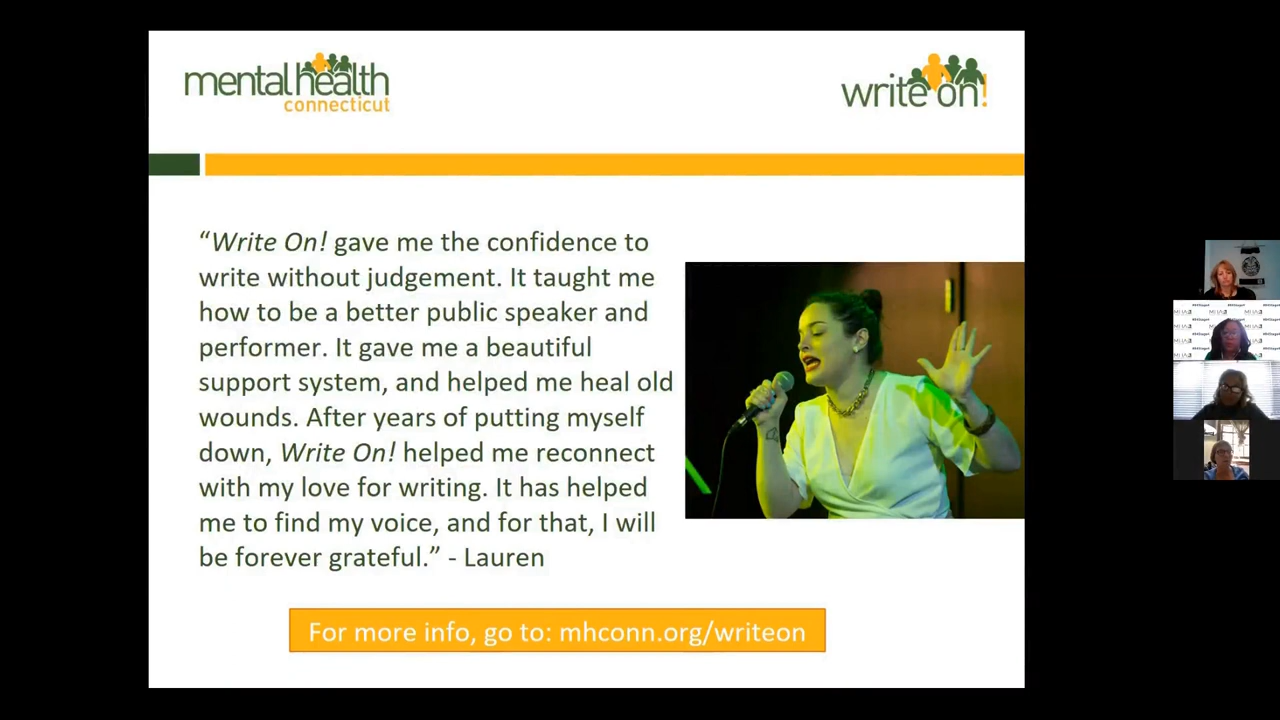 mental health
connecticut
write on!
“Write On! gave me the confidence to
write without judgement. It taught me
how to be a better public speaker and
performer. It gave me a beautiful
support system, and helped me heal old
wounds. After years of putting myself
down, Write On! helped me reconnect
with my love for writing. It has helped
me to find my voice, and for that, I will
be forever grateful.” - Lauren
For more info, go to: mhconn.org/writeon